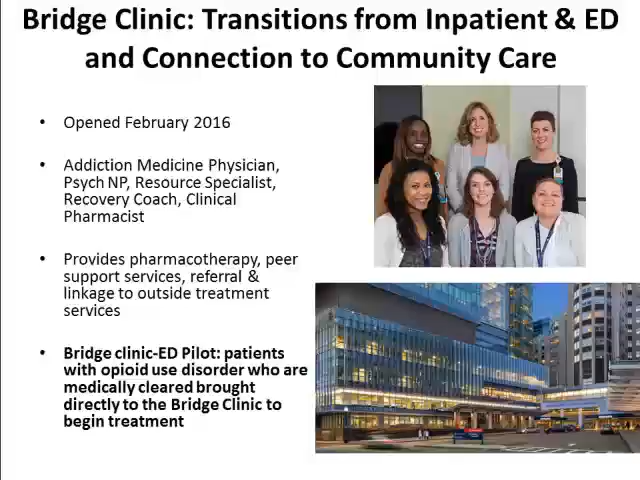 Bridge Clinic: Transitions from Inpatient & ED
and Connection to Community Care
• Opened February 2016
• Addiction Medicine Physician,
Psych NP, Resource Specialist,
Recovery Coach, Clinical
Pharmacist
• Provides pharmacotherapy, peer
support services, referral &
linkage to outside treatment
services
• Bridge clinic-ED Pilot: patients
with opioid use disorder who are
medically cleared brought
directly to the Bridge Clinic to
begin treatment